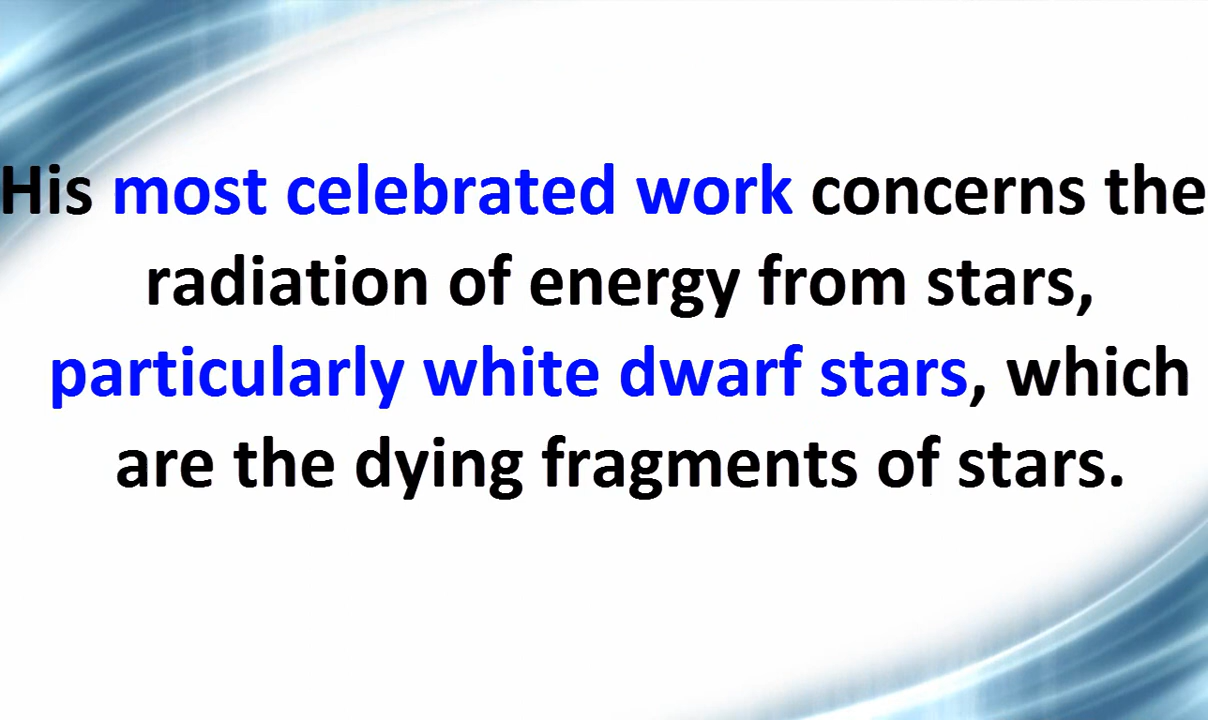 His most celebrated work concerns the
radiation of energy from stars,
particularly white dwarf stars, which
are the dying fragments of stars.